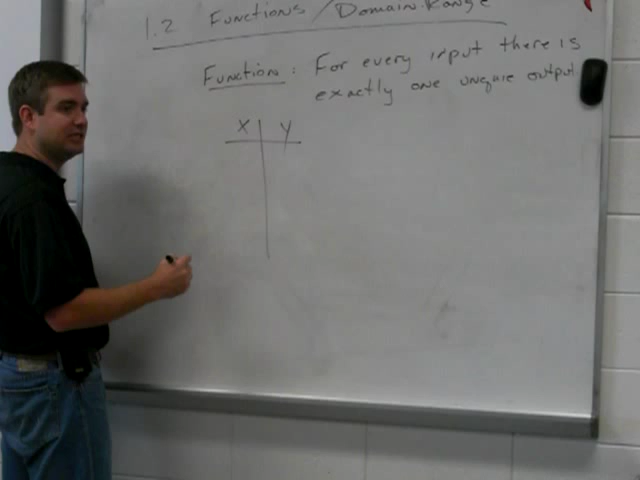 1.2 Functions/Domain-Range
Function: For every input there is
exactly one unique output
X Y